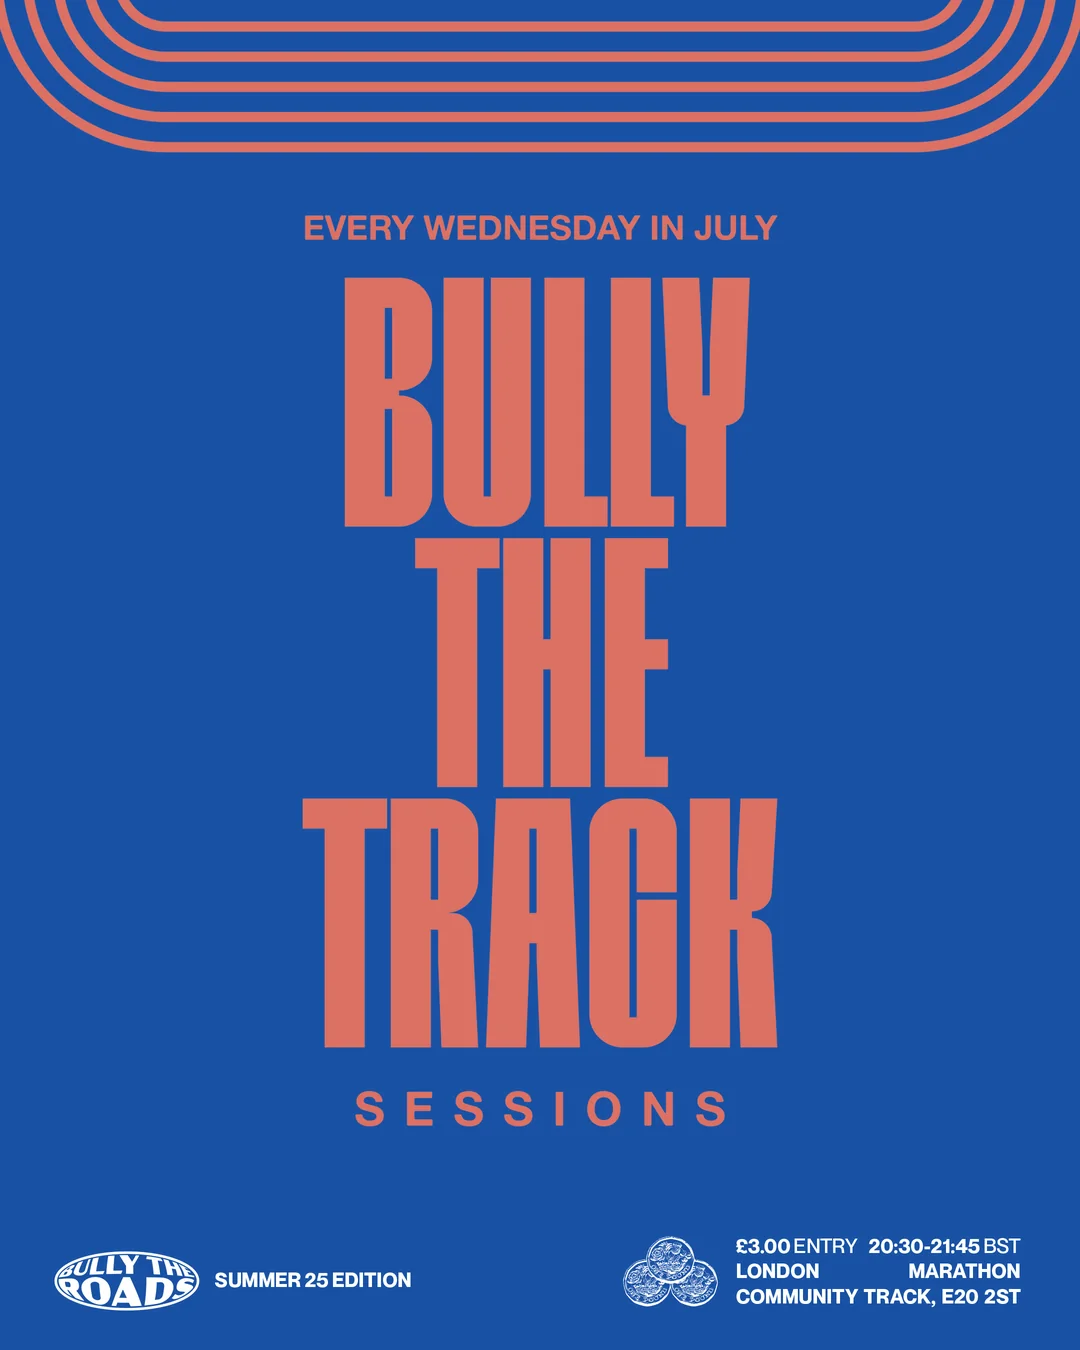 EVERY WEDNESDAY IN JULY
BULLY
THE
TRACK
SESSIONS
BULLY THE
ROADS
SUMMER 25 EDITION
£3.00 ENTRY 20:30-21:45 BST
LONDON MARATHON
COMMUNITY TRACK, E20 2ST